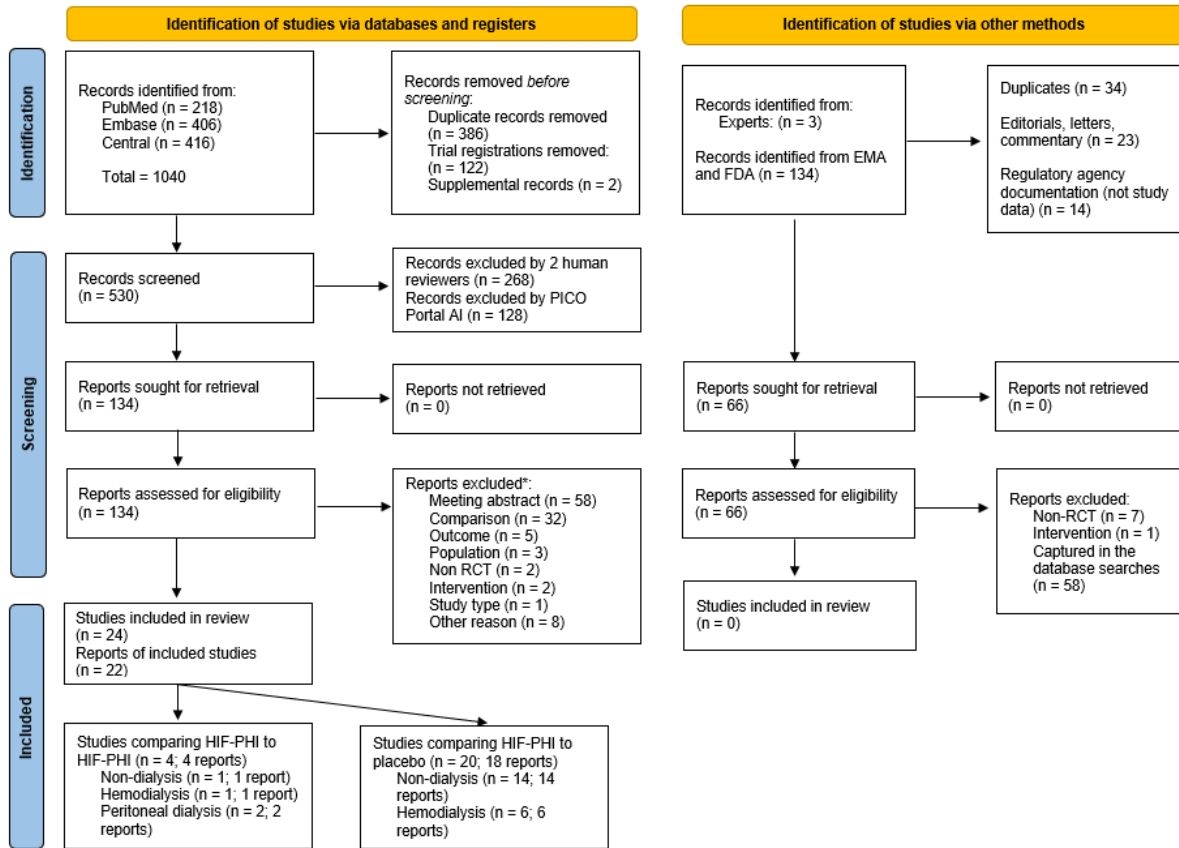 Identification of studies via databases and registers
Identification of studies via other methods
Identification
Records identified from:
PubMed (n = 218)
Embase (n = 406)
Central (n = 416)
Total = 1040
Records removed before
screening:
Duplicate records removed
(n = 386)
Trial registrations removed:
(n = 122)
Supplemental records (n = 2)
Records identified from:
Experts: (n = 3)
Records identified from EMA
and FDA (n = 134)
Duplicates (n = 34)
Editorials, letters,
commentary (n = 23)
Regulatory agency
documentation (not study
data) (n = 14)
Screening
Records screened
(n = 530)
Records excluded by 2 human
reviewers (n = 268)
Records excluded by PICO
Portal AI (n = 128)
Reports sought for retrieval
(n = 134)
Reports not retrieved
(n = 0)
Reports sought for retrieval
(n = 66)
Reports not retrieved
(n = 0)
Reports assessed for eligibility
(n = 134)
Reports excluded*:
Meeting abstract (n = 58)
Comparison (n = 32)
Outcome (n = 5)
Population (n = 3)
Non RCT (n = 2)
Intervention (n = 2)
Study type (n = 1)
Other reason (n = 8)
Reports assessed for eligibility
(n = 66)
Reports excluded:
Non-RCT (n = 7)
Intervention (n = 1)
Captured in the
database searches
(n = 58)
Included
Studies included in review
(n = 24)
Reports of included studies
(n = 22)
Studies included in review
(n = 0)
Studies comparing HIF-PHI to
HIF-PHI (n = 4; 4 reports)
Non-dialysis (n = 1; 1 report)
Hemodialysis (n = 1; 1 report)
Peritoneal dialysis (n = 2; 2
reports)
Studies comparing HIF-PHI to
placebo (n = 20; 18 reports)
Non-dialysis (n = 14; 14
reports)
Hemodialysis (n = 6; 6
reports)